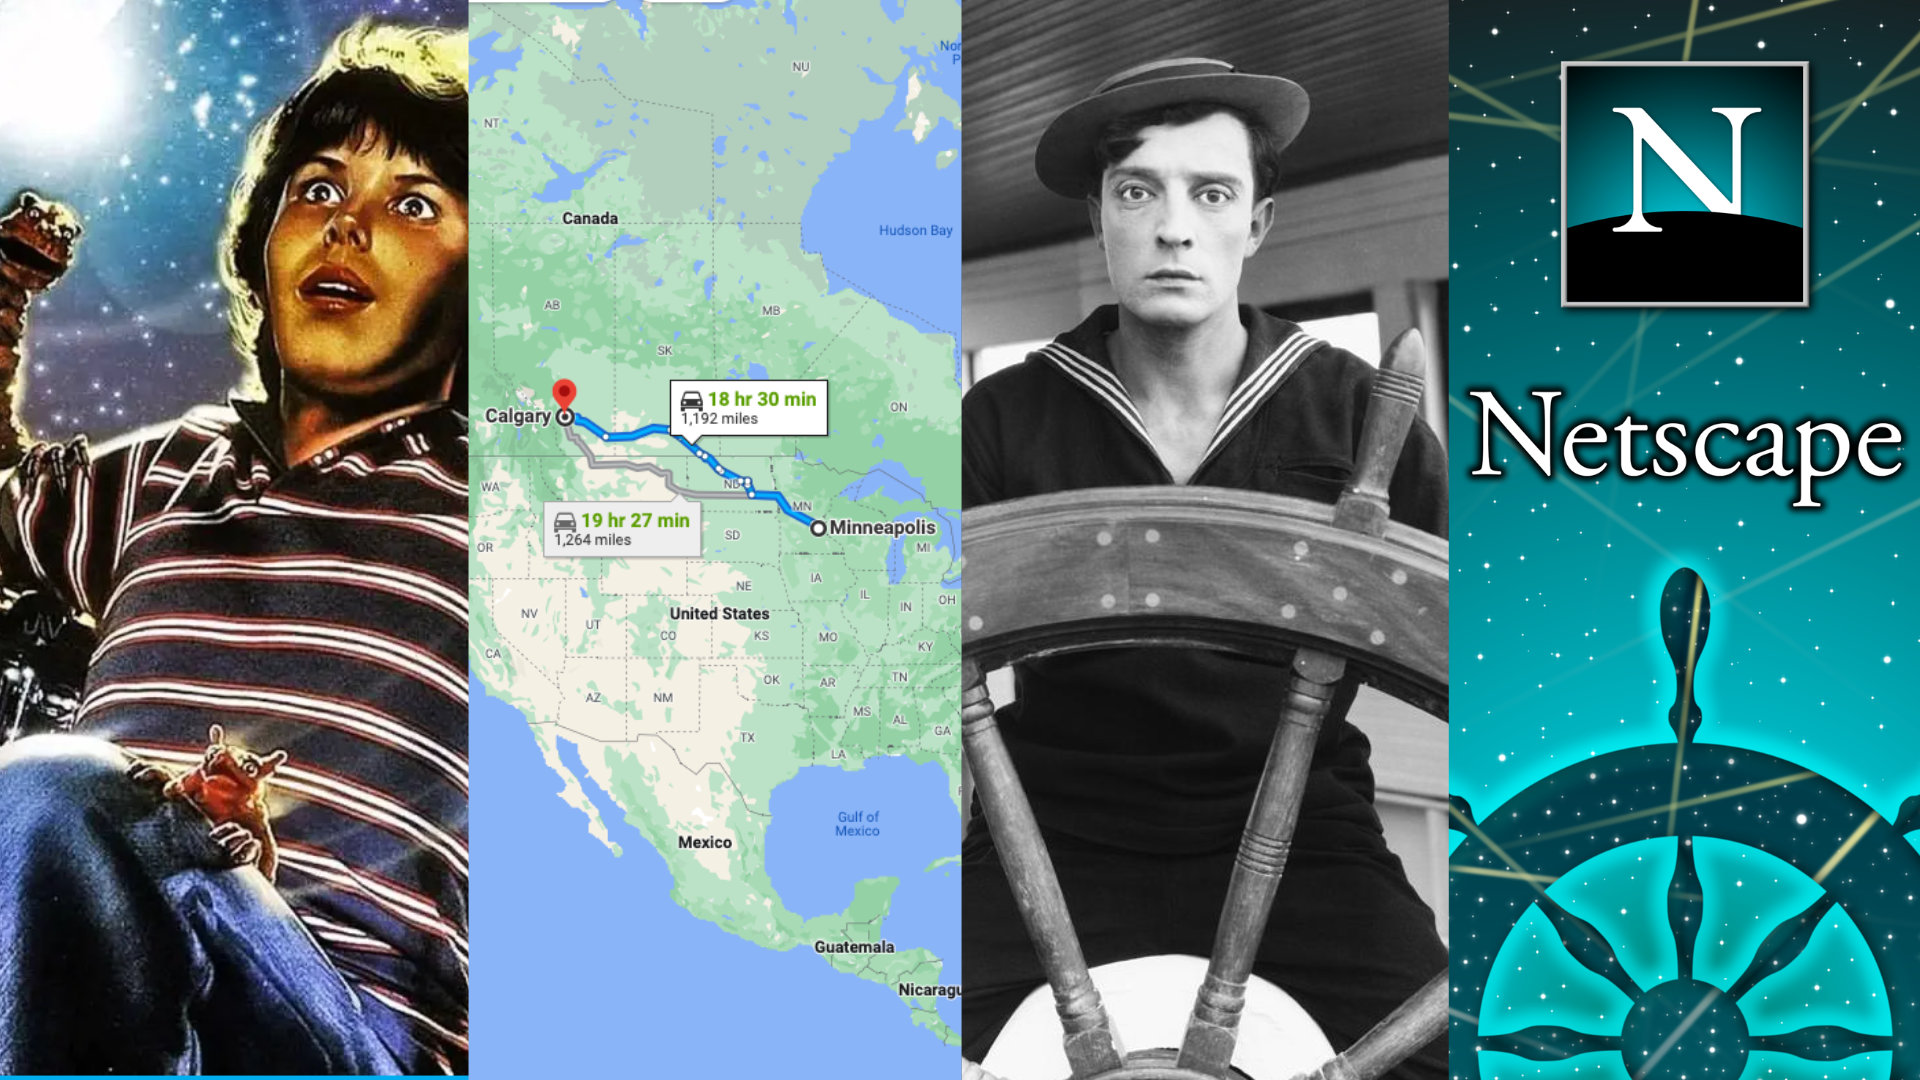 Nor
P
NU
NT
Canada
Hudson Bay
AB
MB
SK
ON
Calgary
18 hr 30 min
1,192 miles
WA
ND
MN
19 hr 27 min
1,264 miles
Minneapolis
OR
SD
MI
NE
IA
IL
IN
OH
NV
UT
United States
CO
KS
MO
KY
CA
OK
AR
TN
AZ
NM
MS
AL
TX
GA
LA
F
Gulf of
Mexico
Mexico
Guatemala
Nicaragu
N
Netscape